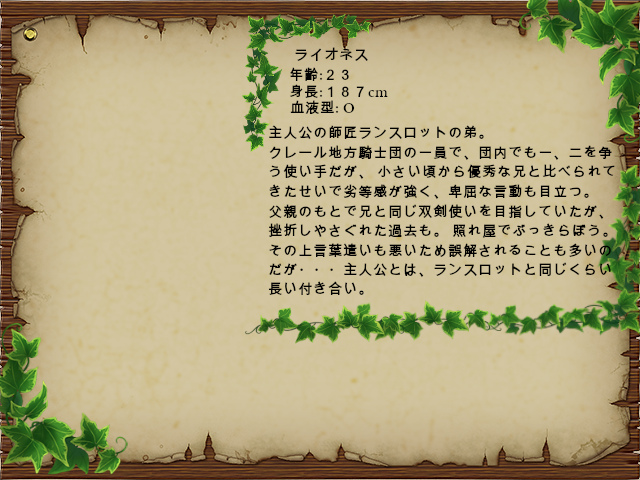 ライオネス
年齢:２３
身長:１８７cm
血液型:O
主人公の師匠ランスロットの弟。
クレール地方騎士団の一員で、団内でも一、二を争
う使い手だが、 小さい頃から優秀な兄と比べられて
きたせいで劣等感が強く、卑屈な言動も目立つ。
父親のもとで兄と同じ双剣使いを目指していたが、
挫折しやさぐれた過去も。 照れ屋でぶっきらぼう。
その上言葉遣いも悪いため誤解されることも多いの
だが・・・ 主人公とは、ランスロットと同じくらい
長い付き合い。